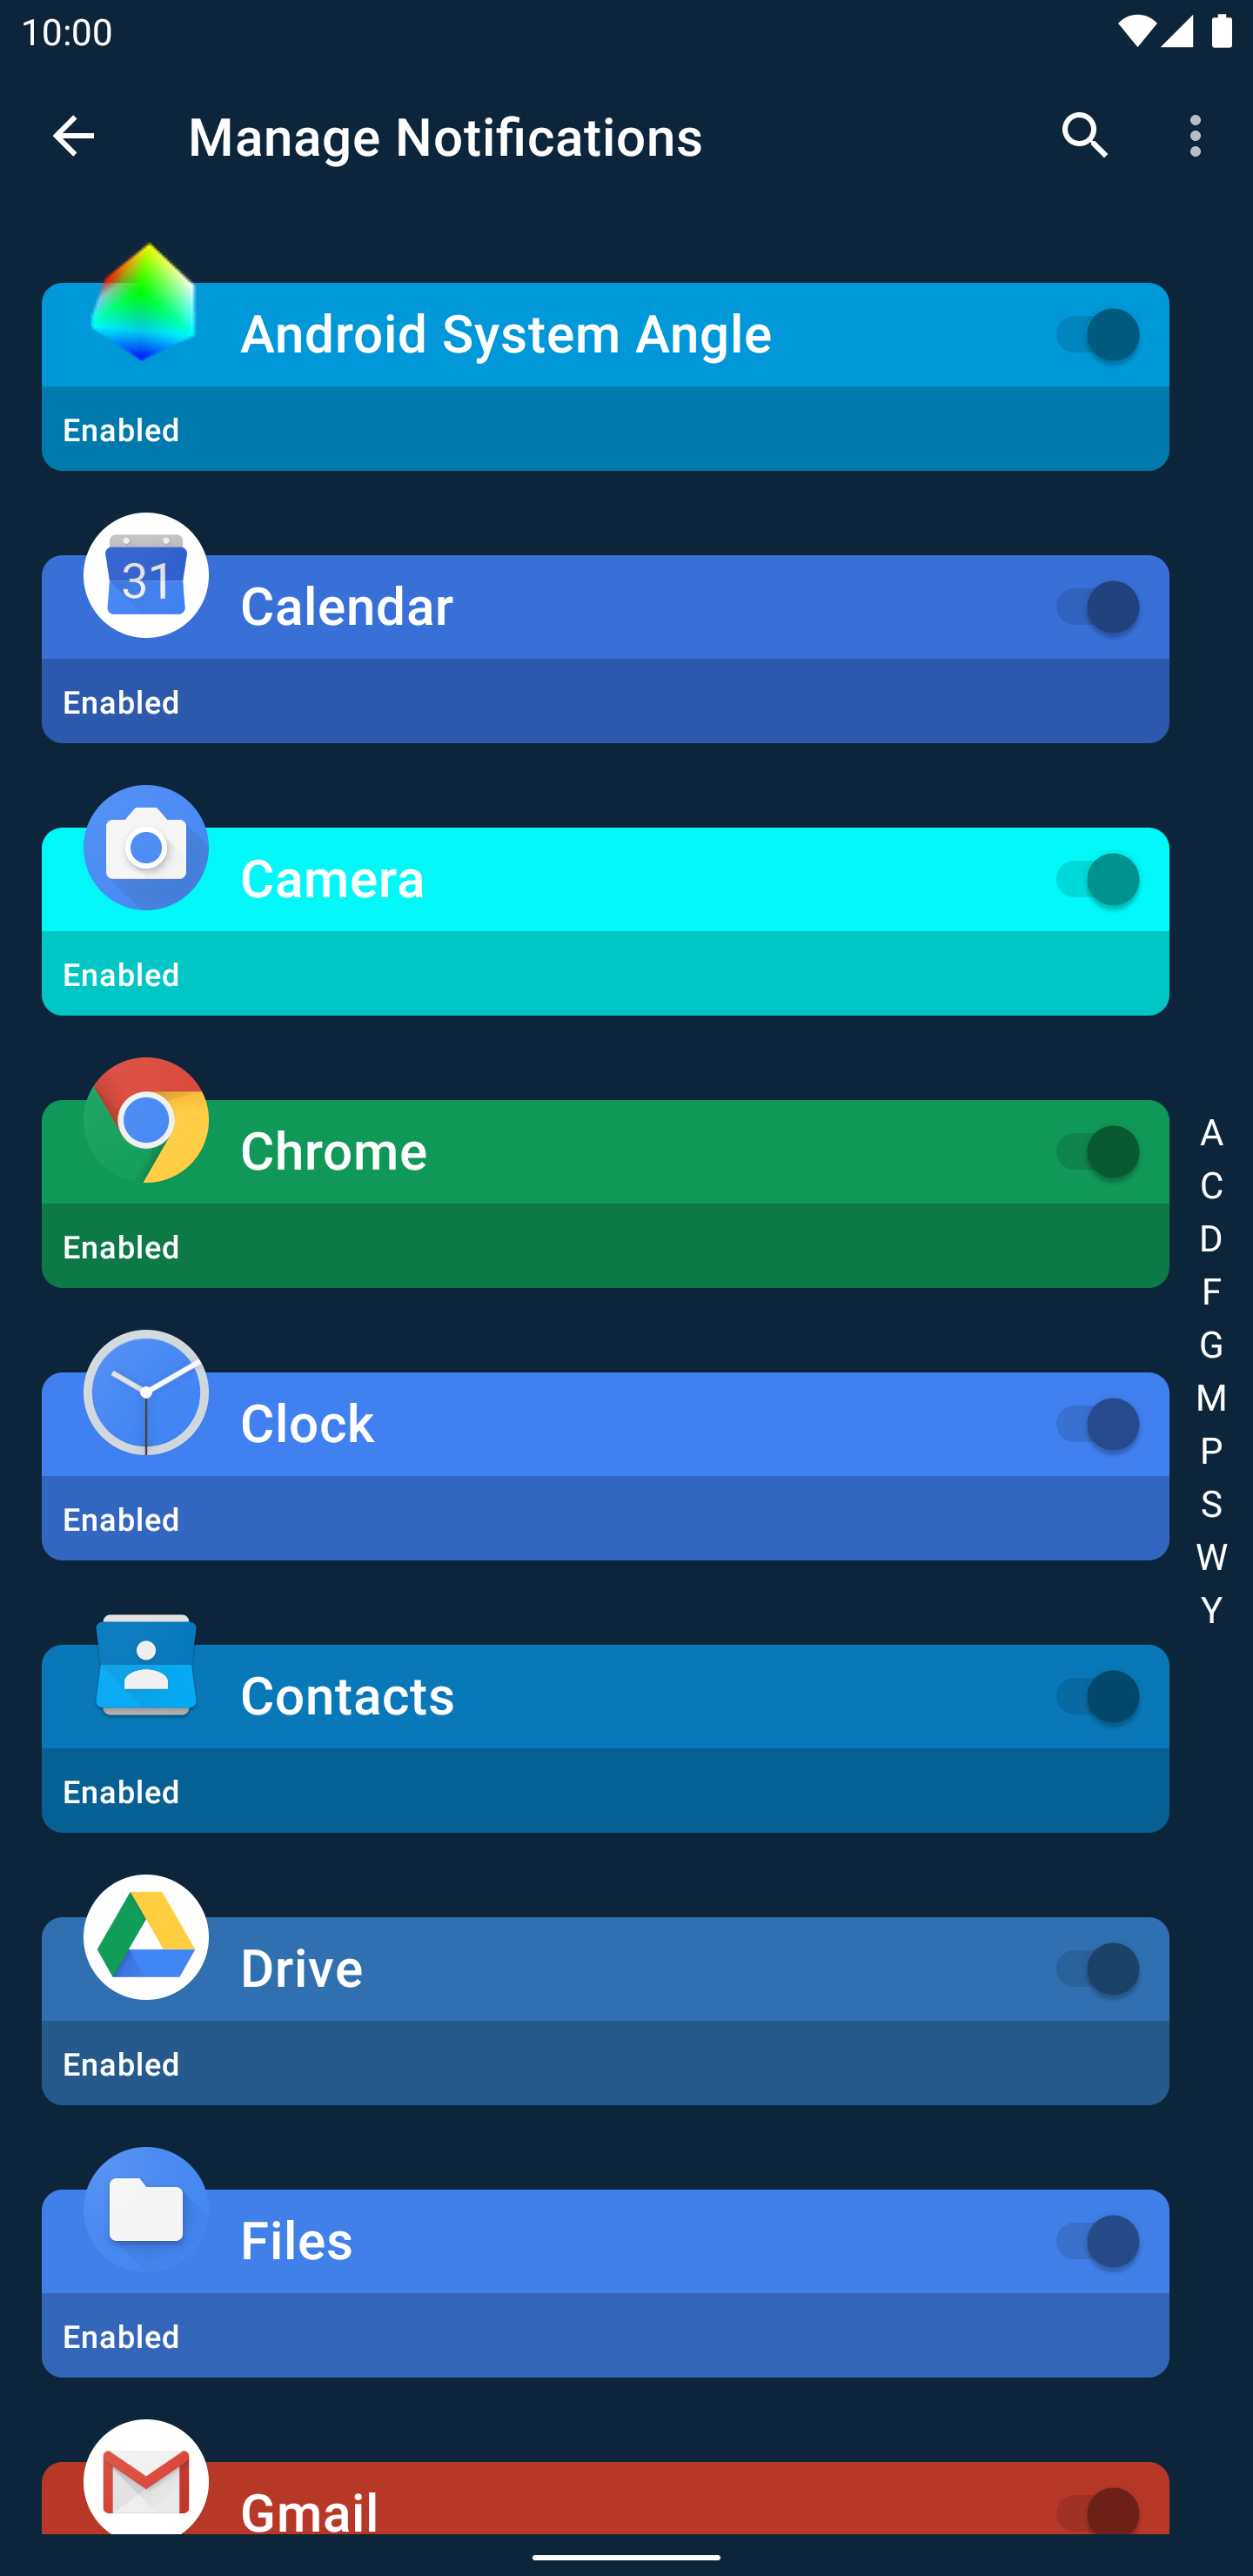 10:00
Manage Notifications
Android System Angle
Enabled
31
Calendar
Enabled
Camera
Enabled
Chrome
Enabled
Clock
Enabled
Contacts
Enabled
Drive
Enabled
Files
Enabled
Gmail
A
C
D
F
G
M
P
S
W
Y